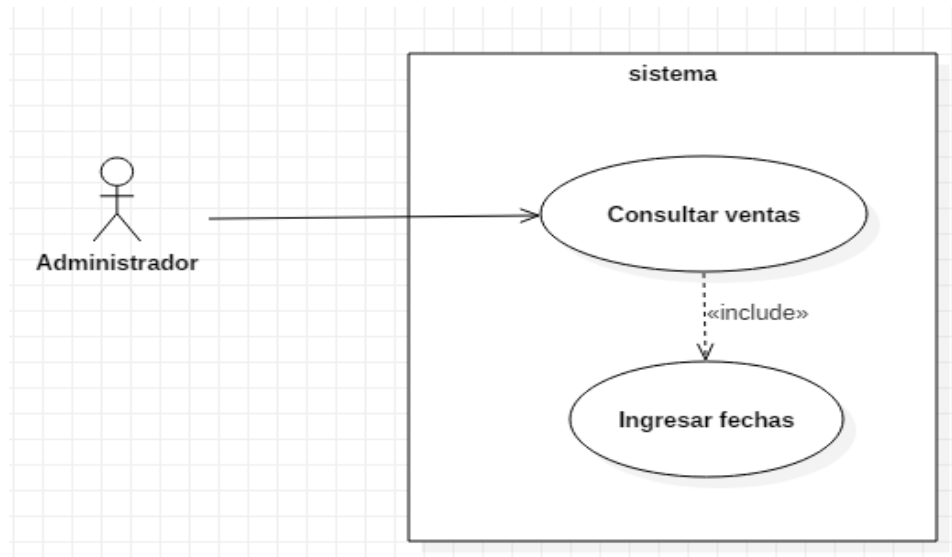 sistema
Consultar ventas
Administrador
«include»
Ingresar fechas